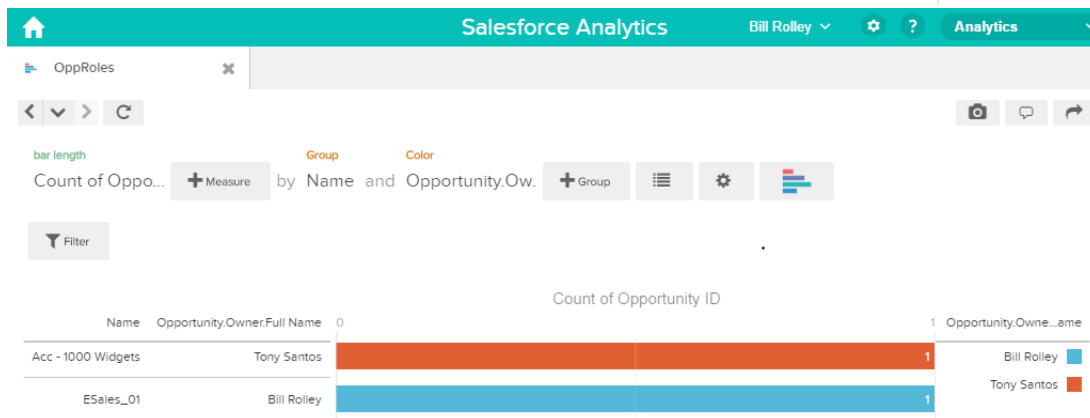 Salesforce Analytics Bill Rolley ? Analytics
OppRoles
bar length Group Color
Count of Oppo... Measure by Name and Opportunity.Ow. Group
Filter
Count of Opportunity ID
Name Opportunity.Owner.Full Name 0 1 Opportunity.Owne...ame
Acc - 1000 Widgets Tony Santos 1 Bill Rolley
Tony Santos
ESales_01 Bill Rolley 1